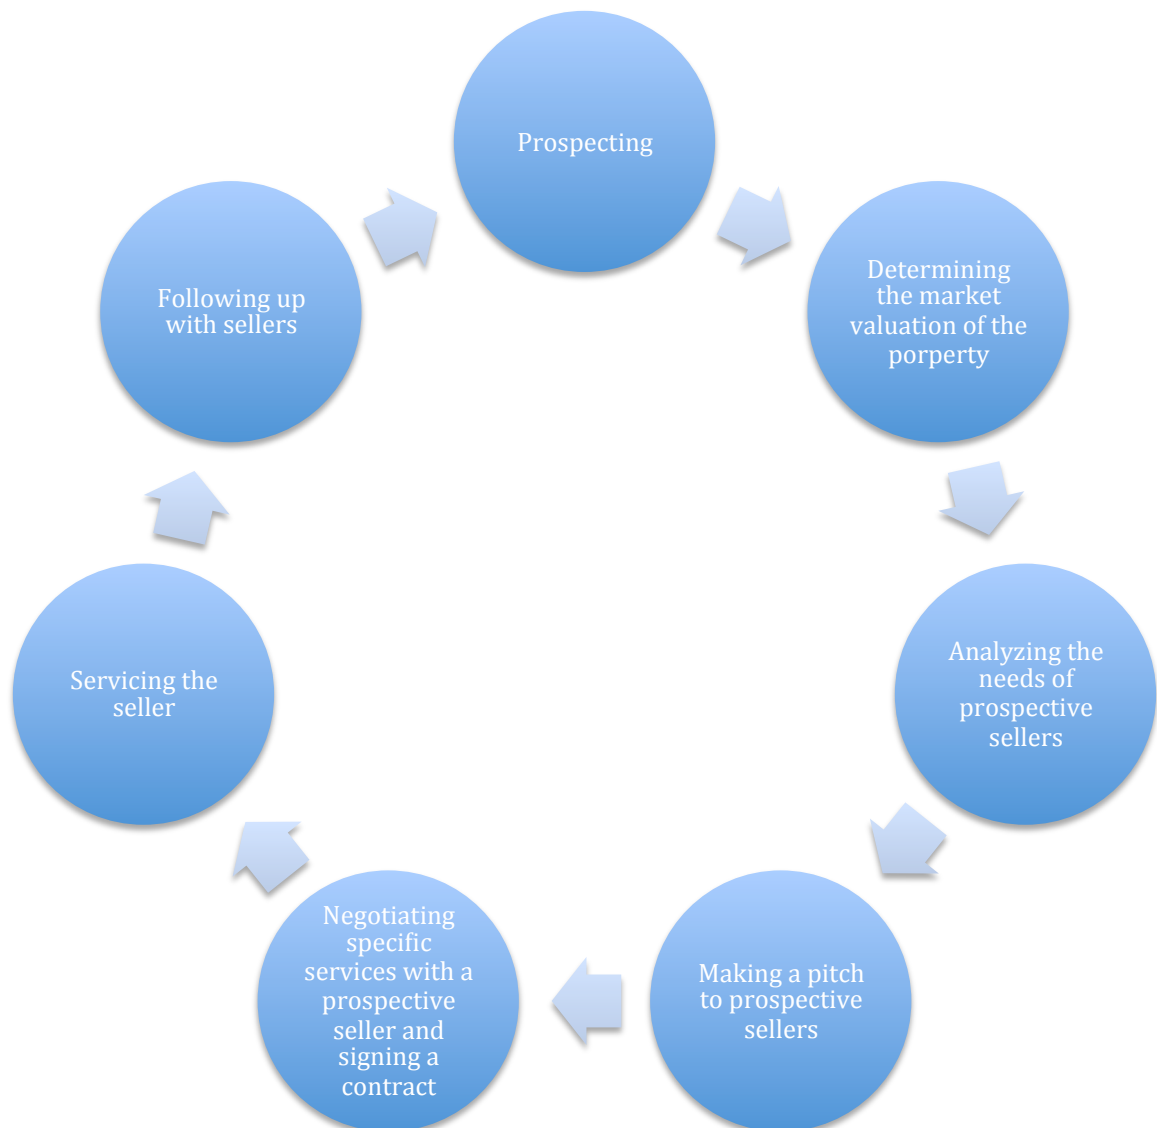 Prospecting
Determining
the market
valuation of the
porperty
Analyzing the
needs of
prospective
sellers
Making a pitch
to prospective
sellers
Negotiating
specific
services with a
prospective
seller and
signing a
contract
Servicing the
seller
Following up
with sellers